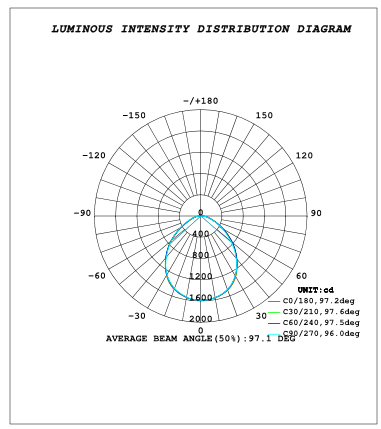 LUMINOUS INTENSITY DISTRIBUTION DIAGRAM
-/+180
-150 150
-120 120
-90 0 90
400
800
-60 1200 60
UNIT:cd
1600 C0/180,97.2deg
-30 2000 30 C30/210,97.6deg
C60/240,97.5deg
0 C90/270,96.0deg
AVERAGE BEAM ANGLE(50%):97.1 DEG